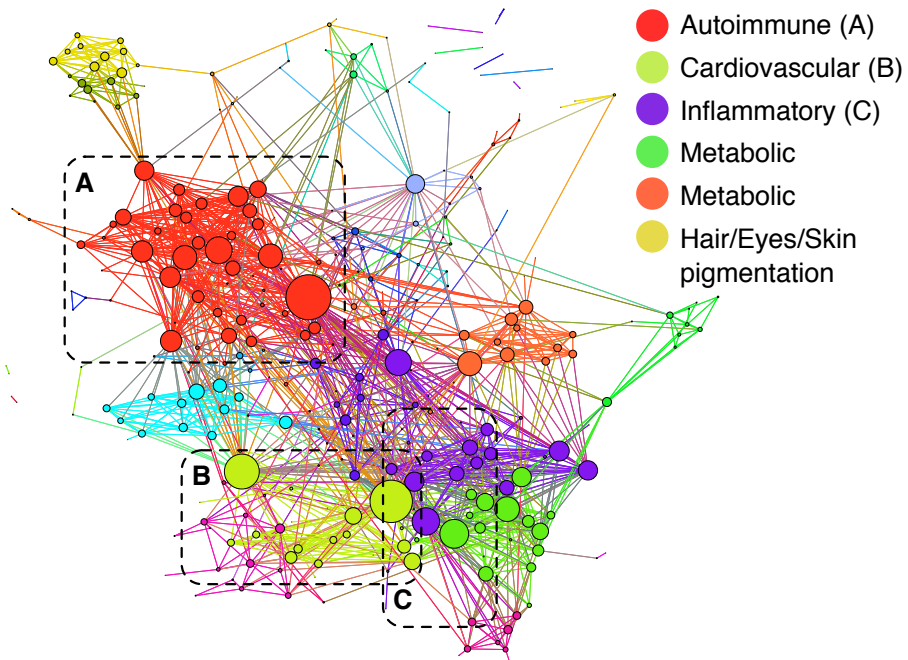 Autoimmune (A)
Cardiovascular (B)
Inflammatory (C)
Metabolic
Metabolic
Hair/Eyes/Skin
pigmentation
A
B
C